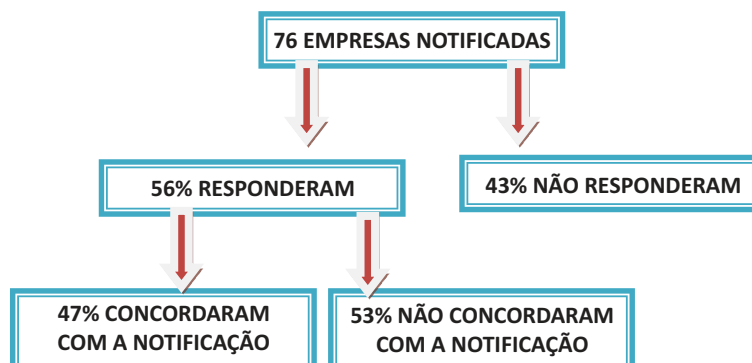 76 EMPRESAS NOTIFICADAS
56% RESPONDERAM
43% NÃO RESPONDERAM
47% CONCORDARAM
COM A NOTIFICAÇÃO
53% NÃO CONCORDARAM
COM A NOTIFICAÇÃO